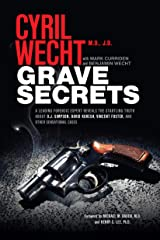 CYRIL
WECHT
M.D., J.D.
WITH MARK CURRIDEN
AND BENJAMIN WECHT
GRAVE
SECRETS
A LEADING FORENSIC EXPERT REVEALS THE STARTLING TRUTH
ABOUT O.J. SIMPSON, DAVID KORESH, VINCENT FOSTER, AND
OTHER SENSATIONAL CASES
Foreword by MICHAEL M. BADEN, M.D.
and HENRY C. LEE, PH.D.